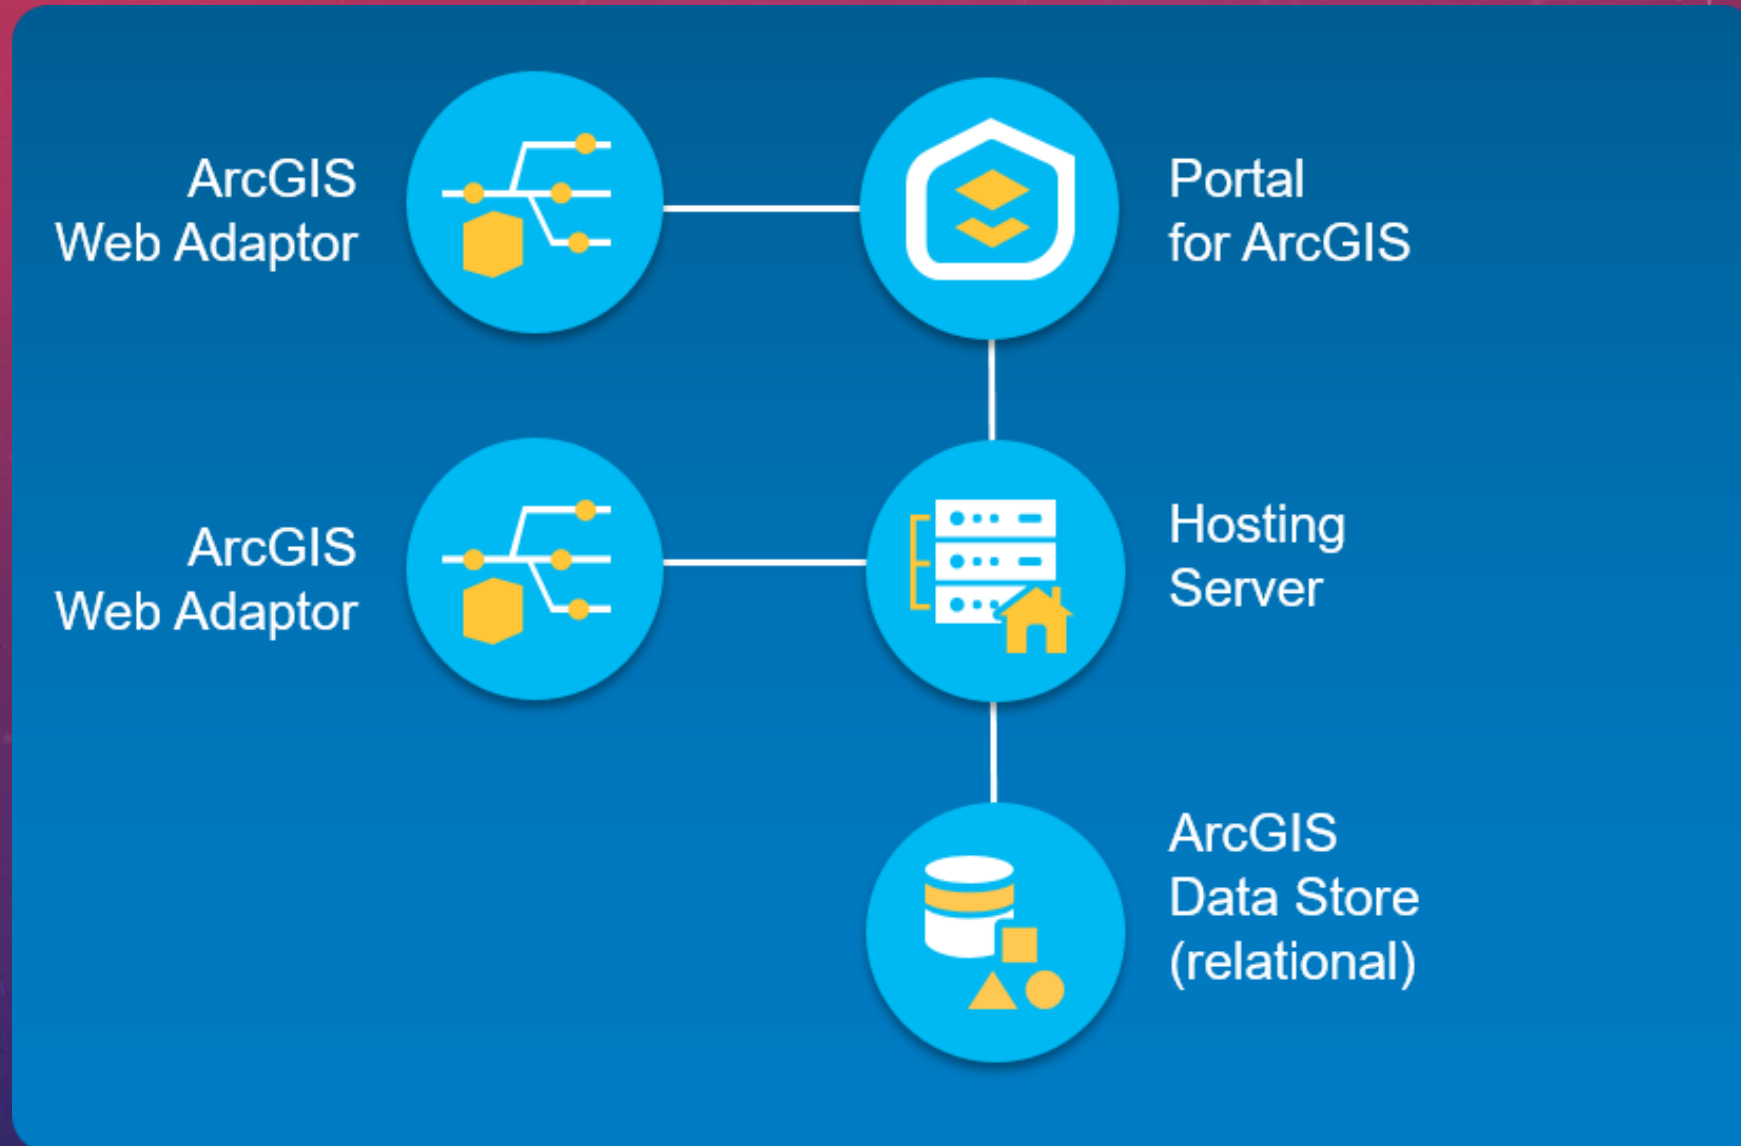 ArcGIS
Web Adaptor
Portal
for ArcGIS
ArcGIS
Web Adaptor
Hosting
Server
ArcGIS
Data Store
(relational)